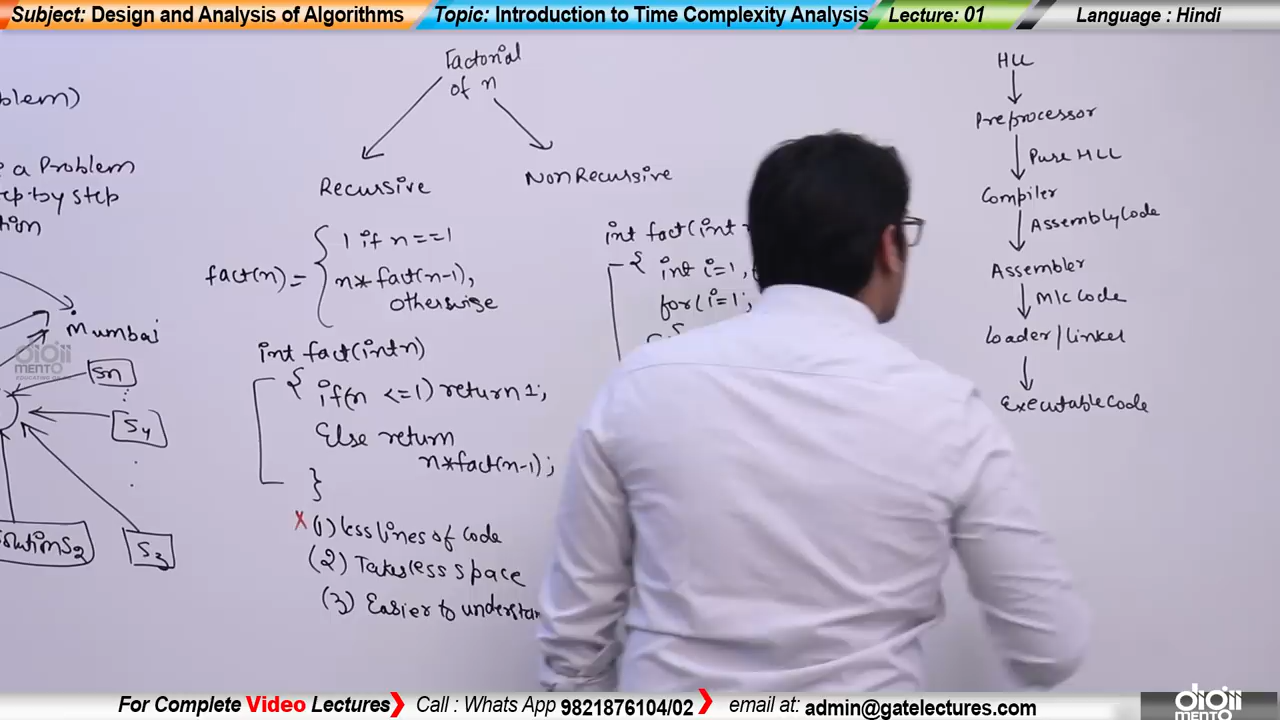 Subject: Design and Analysis of Algorithms
Topic: Introduction to Time Complexity Analysis
Lecture: 01
Language : Hindi
blem)
a Problem
step
Mumbai
Sn
S4
S3
Factorial
of n
Recursive
Non Recursive
fact(n) =
1 if n==1
n*fact(n-1),
otherwise
int fact(int n)
{
if(n <=1) return 1;
Else return
n*fact(n-1);
}
X (1) less lines of code
(2) Takes less space
(3) Easier to understan
int fact(int
{ int i=1,
for(i=1;
HLL
Preprocessor
Pure HLL
Compiler
Assembly Code
Assembler
M/c Code
Loader/linker
Executable Code
digii
MENTO
For Complete Video Lectures
Call : Whats App 9821876104/02
email at: admin@gatelectures.com
digii
MENTO